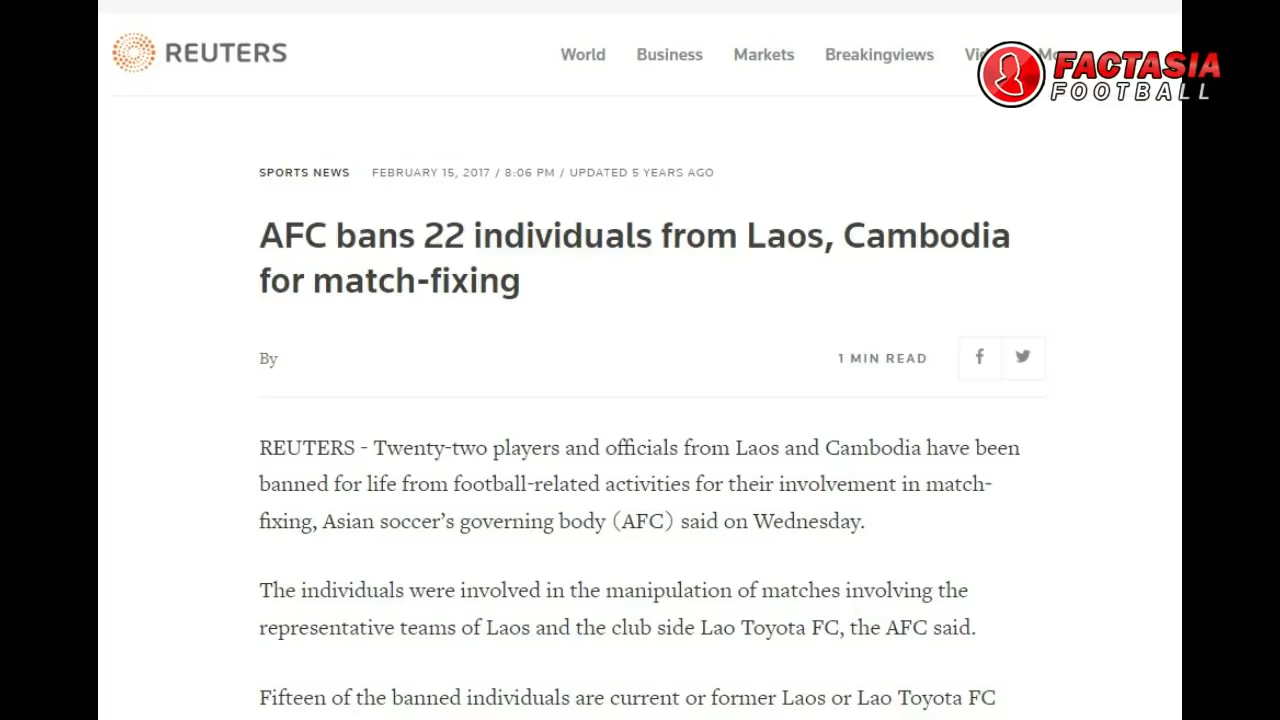 REUTERS
World Business Markets Breakingviews
FACTASIA
FOOTBALL
SPORTS NEWS FEBRUARY 15, 2017 / 8:06 PM / UPDATED 5 YEARS AGO
AFC bans 22 individuals from Laos, Cambodia
for match-fixing
By
1 MIN READ
REUTERS - Twenty-two players and officials from Laos and Cambodia have been
banned for life from football-related activities for their involvement in match-
fixing, Asian soccer’s governing body (AFC) said on Wednesday.
The individuals were involved in the manipulation of matches involving the
representative teams of Laos and the club side Lao Toyota FC, the AFC said.
Fifteen of the banned individuals are current or former Laos or Lao Toyota FC